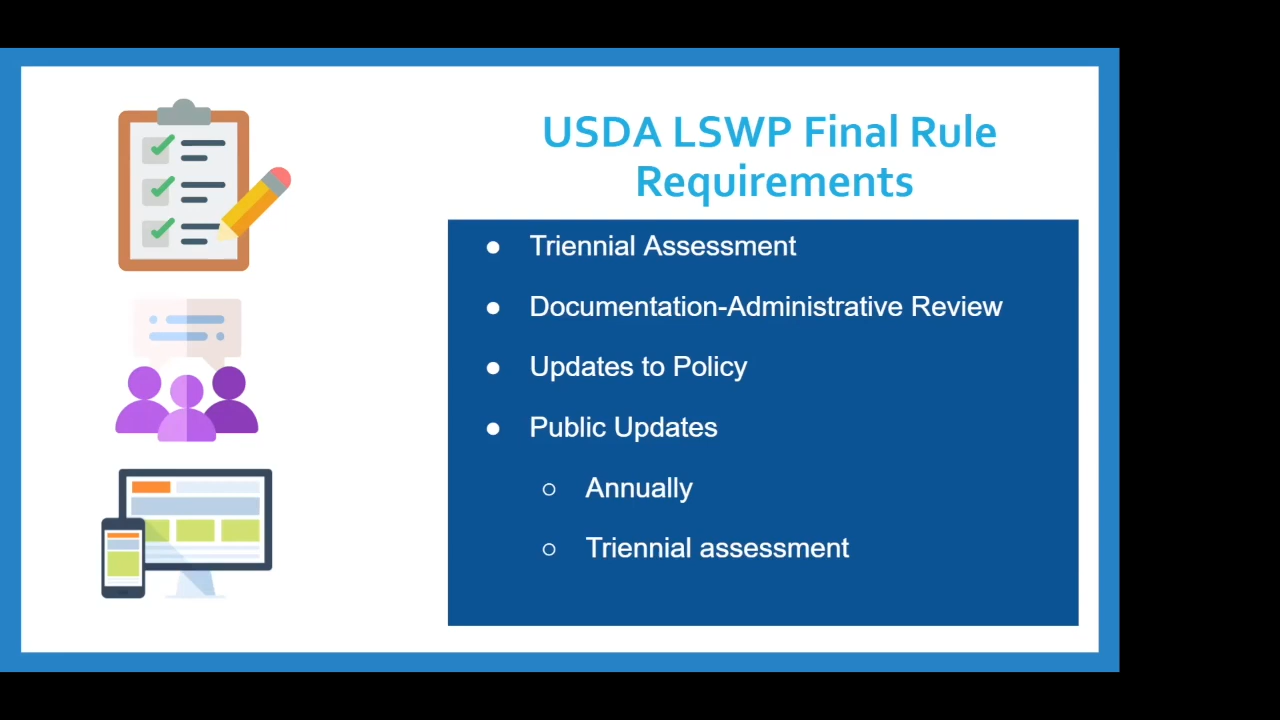 USDA LSWP Final Rule
Requirements
● Triennial Assessment
● Documentation-Administrative Review
● Updates to Policy
● Public Updates
○ Annually
○ Triennial assessment